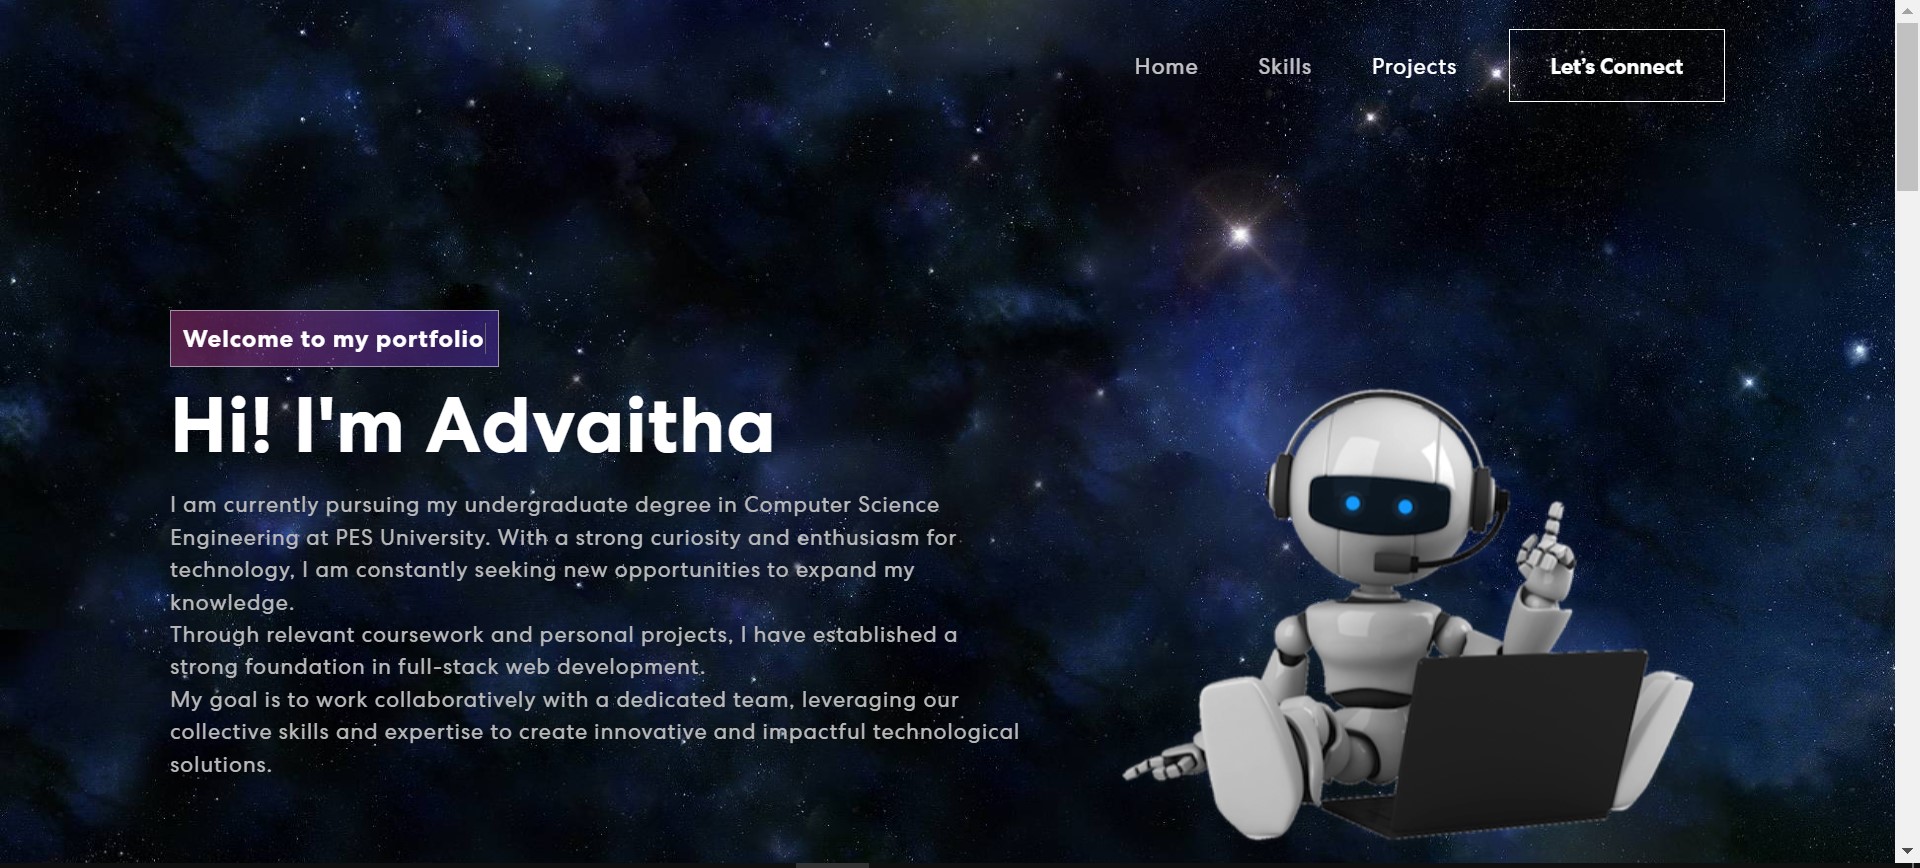 Home Skills Projects Let's Connect
Welcome to my portfolio
Hi! I'm Advaitha
I am currently pursuing my undergraduate degree in Computer Science
Engineering at PES University. With a strong curiosity and enthusiasm for
technology, I am constantly seeking new opportunities to expand my
knowledge.
Through relevant coursework and personal projects, I have established a
strong foundation in full-stack web development.
My goal is to work collaboratively with a dedicated team, leveraging our
collective skills and expertise to create innovative and impactful technological
solutions.